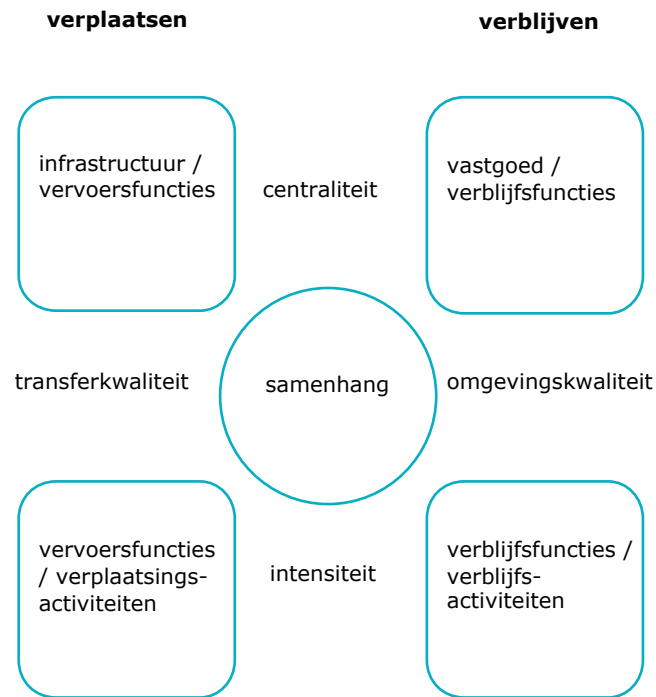 verplaatsen
verblijven
infrastructuur /
vervoersfuncties
centraliteit
vastgoed /
verblijfsfuncties
transferkwaliteit
samenhang
omgevingskwaliteit
vervoersfuncties
/ verplaatsings-
activiteiten
intensiteit
verblijfsfuncties /
verblijfs-
activiteiten